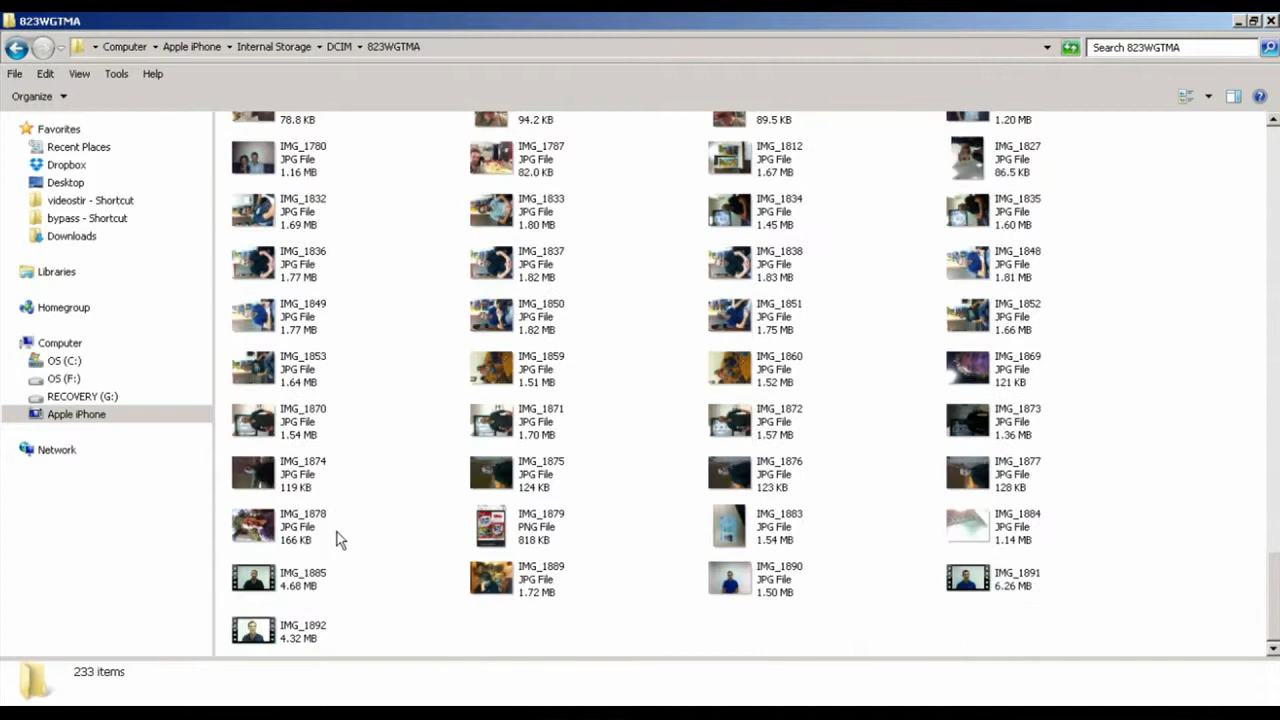 823WGTMA
Computer Apple iPhone Internal Storage DCIM 823WGTMA
Search 823WGTMA
File Edit View Tools Help
Organize
Favorites
Recent Places
Dropbox
Desktop
videostir - Shortcut
bypass - Shortcut
Downloads
Libraries
Homegroup
Computer
OS (C:)
OS (F:)
RECOVERY (G:)
Apple iPhone
Network
78.8 KB 94.2 KB 89.5 KB 1.20 MB
IMG_1780 IMG_1787 IMG_1812 IMG_1827
JPG File JPG File JPG File JPG File
1.16 MB 82.0 KB 1.67 MB 86.5 KB
IMG_1832 IMG_1833 IMG_1834 IMG_1835
JPG File JPG File JPG File JPG File
1.69 MB 1.80 MB 1.45 MB 1.60 MB
IMG_1836 IMG_1837 IMG_1838 IMG_1848
JPG File JPG File JPG File JPG File
1.77 MB 1.82 MB 1.83 MB 1.81 MB
IMG_1849 IMG_1850 IMG_1851 IMG_1852
JPG File JPG File JPG File JPG File
1.77 MB 1.82 MB 1.75 MB 1.66 MB
IMG_1853 IMG_1859 IMG_1860 IMG_1869
JPG File JPG File JPG File JPG File
1.64 MB 1.51 MB 1.52 MB 121 KB
IMG_1870 IMG_1871 IMG_1872 IMG_1873
JPG File JPG File JPG File JPG File
1.54 MB 1.70 MB 1.57 MB 1.36 MB
IMG_1874 IMG_1875 IMG_1876 IMG_1877
JPG File JPG File JPG File JPG File
119 KB 124 KB 123 KB 128 KB
IMG_1878 IMG_1879 IMG_1883 IMG_1884
JPG File PNG File JPG File JPG File
166 KB 818 KB 1.54 MB 1.14 MB
IMG_1885 IMG_1889 IMG_1890 IMG_1891
JPG File JPG File
4.68 MB 1.72 MB 1.50 MB 6.26 MB
IMG_1892
4.32 MB
233 items